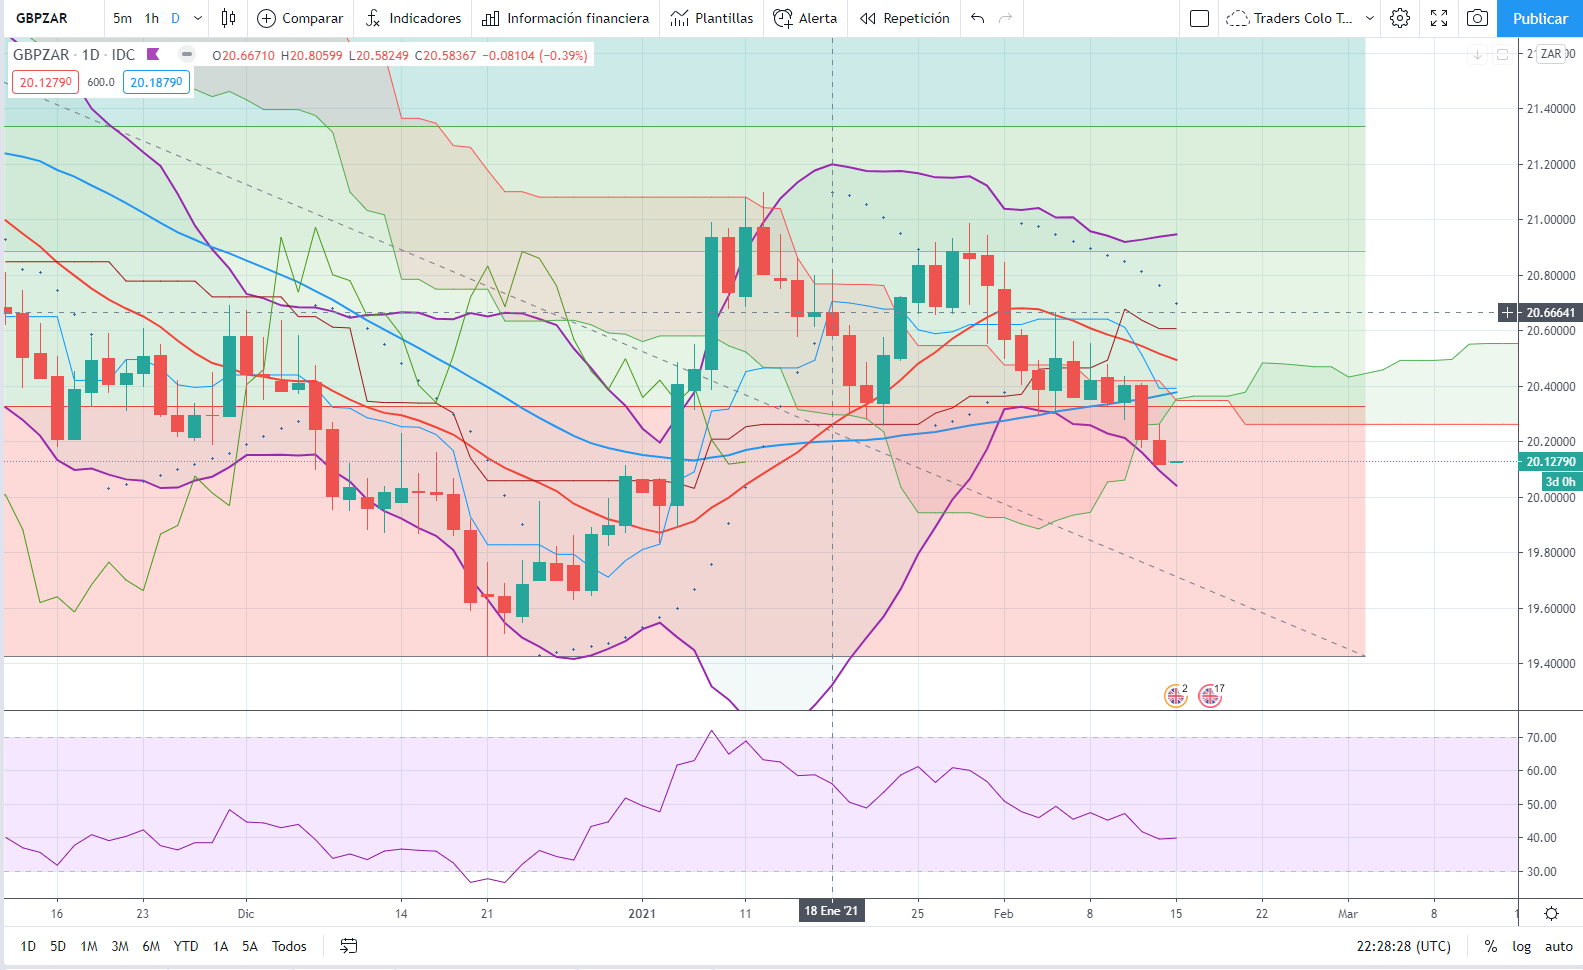 GBPZAR 5m 1h D Comparar Indicadores Información financiera Plantillas Alerta Repetición Traders Colo T... Publicar
GBPZAR · 1D · IDC O20.66710 H20.80599 L20.58249 C20.58367 −0.08104 (−0.39%)
20.12790 600.0 20.18790
ZAR
21.40000
21.20000
21.00000
20.80000
20.66641
20.60000
20.40000
20.20000
20.12790
3d 0h
20.00000
19.80000
19.60000
19.40000
2 17
70.00
60.00
50.00
40.00
30.00
16 23 Dic 14 21 2021 11 18 Ene '21 25 Feb 8 15 22 Mar 8 1
1D 5D 1M 3M 6M YTD 1A 5A Todos 22:28:28 (UTC) % log auto